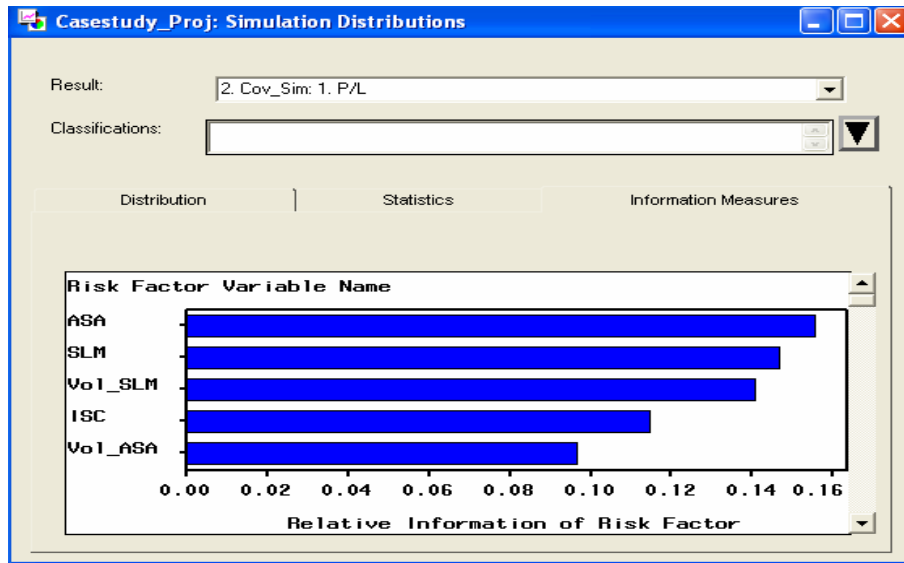 Casestudy_Proj: Simulation Distributions
Result: 2. Cov_Sim: 1. P/L
Classifications:
Distribution Statistics Information Measures
Risk Factor Variable Name
ASA
SLM
Vol_SLM
ISC
Vol_ASA
0.00 0.02 0.04 0.06 0.08 0.10 0.12 0.14 0.16
Relative Information of Risk Factor